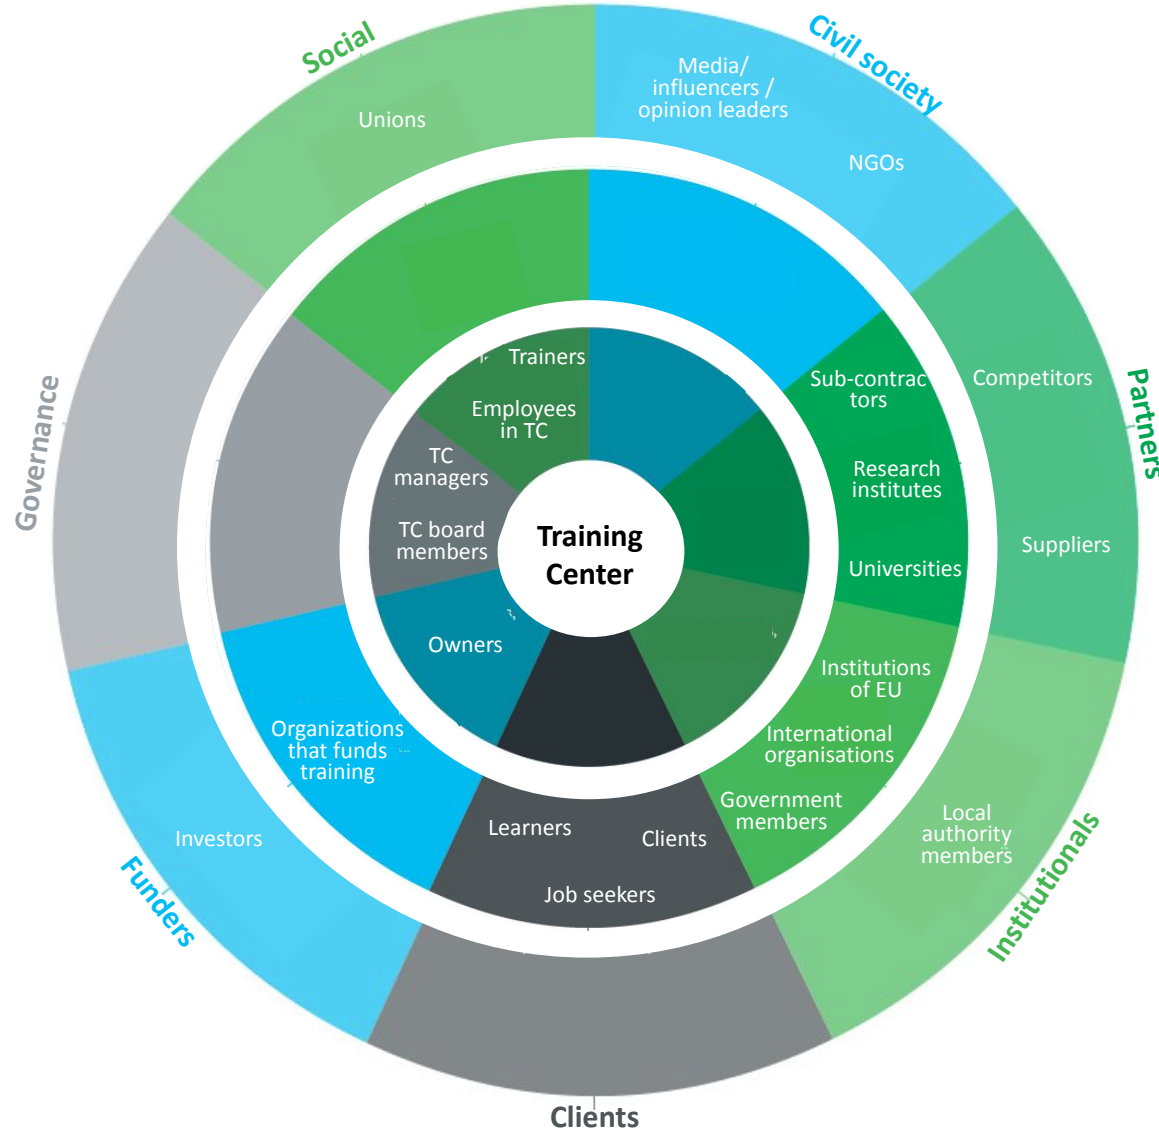 Social
Civil society
Media/
influencers /
opinion leaders
Unions
NGOs
Trainers
Employees
in TC
TC
managers
TC board
members
Owners
Training
Center
Sub-contrac
tors
Research
institutes
Universities
Competitors
Suppliers
Partners
Governance
Institutions
of EU
International
organisations
Government
members
Organizations
that funds
training
Learners
Clients
Job seekers
Investors
Local
authority
members
Funders
Institutionals
Clients